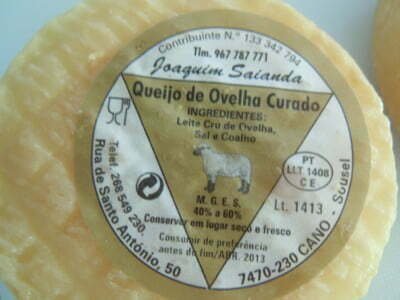 Contribuinte N.º 133 342 794
Tlm. 967 787 771
Joaquim Saianda
Queijo de Ovelha Curado
INGREDIENTES:
Leite Cru de Ovelha,
Sal e Coalho
PT
LLT 1408
C E
M. G. E. S.
40% a 60%
Lt. 1413
Conservar em lugar seco e fresco
Consumir de preferência
antes do fim/ABR. 2013
Telef. 268 549 230.
Rua de Santo António, 50
7470-230 CANO - Sousel